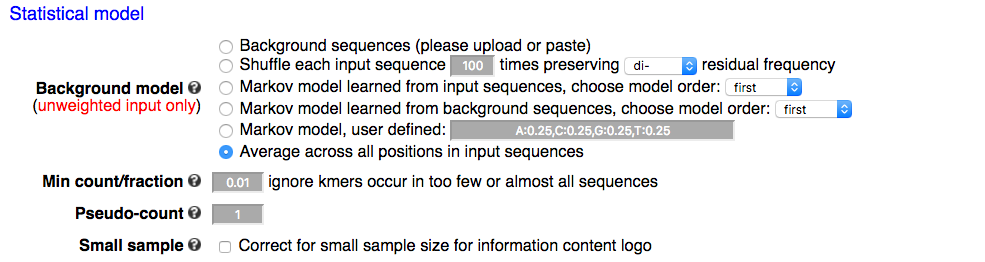 Statistical model
Background sequences (please upload or paste)
Shuffle each input sequence 100 times preserving di- residual frequency
Background model ? Markov model learned from input sequences, choose model order: first
(unweighted input only) Markov model learned from background sequences, choose model order: first
Markov model, user defined: A:0.25,C:0.25,G:0.25,T:0.25
Average across all positions in input sequences
Min count/fraction ? 0.01 ignore kmers occur in too few or almost all sequences
Pseudo-count ? 1
Small sample ? Correct for small sample size for information content logo